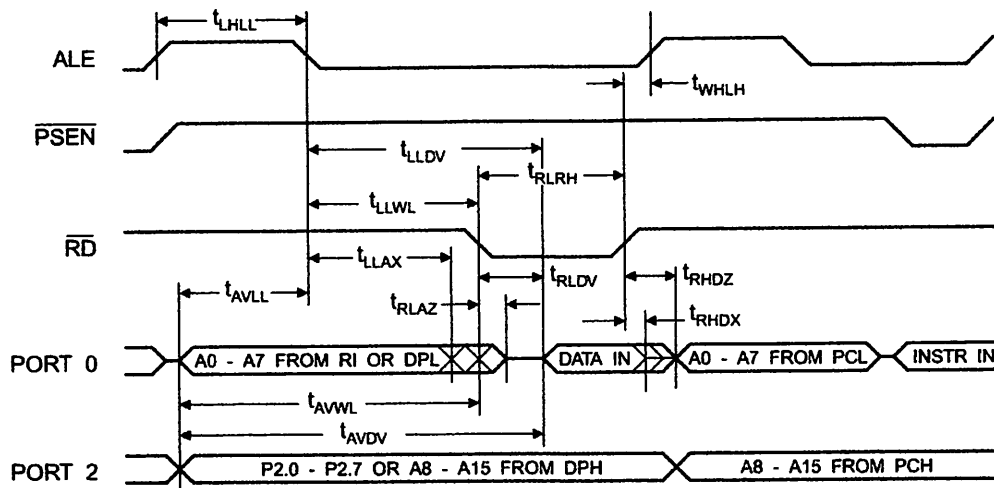 tLHLL
ALE
tWHLH
PSEN
tLLDV
tRLRH
tLLWL
RD
tLLAX
tRLDV
tRHDZ
tAVLL
tRLAZ
tRHDX
PORT 0
A0 - A7 FROM RI OR DPL
DATA IN
A0 - A7 FROM PCL
INSTR IN
tAVWL
tAVDV
PORT 2
P2.0 - P2.7 OR A8 - A15 FROM DPH
A8 - A15 FROM PCH